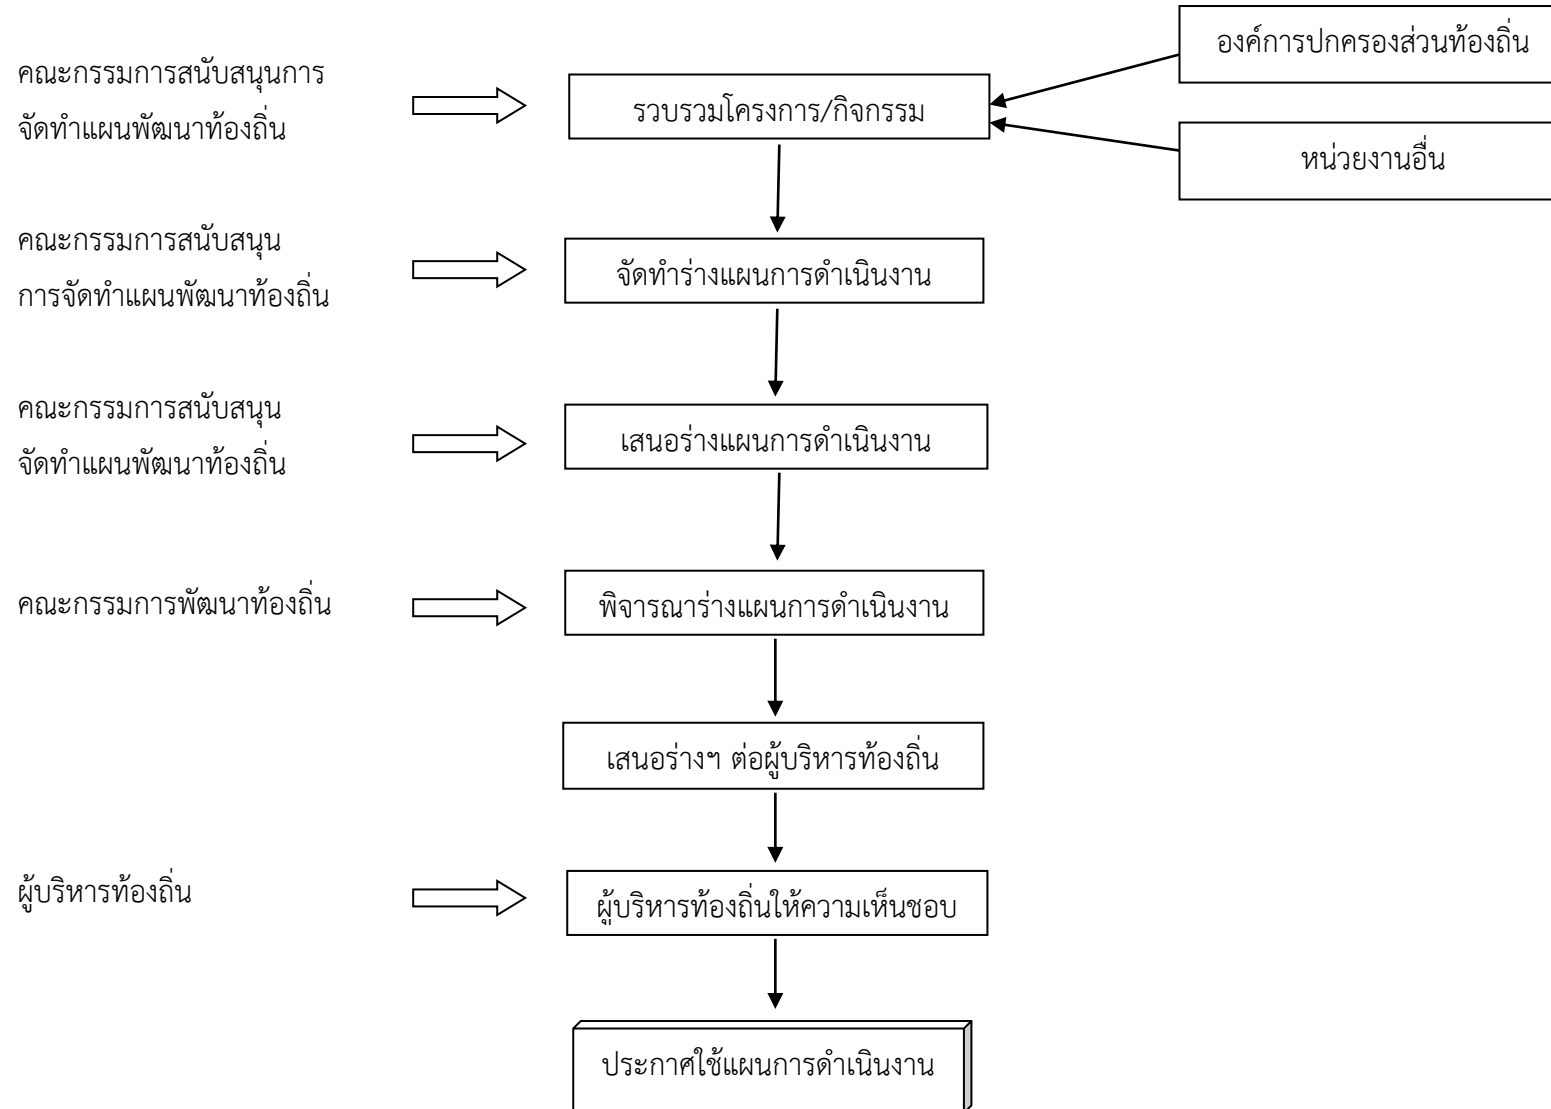 องค์การปกครองส่วนท้องถิ่น
คณะกรรมการสนับสนุนการ
จัดทำแผนพัฒนาท้องถิ่น
รวบรวมโครงการ/กิจกรรม
หน่วยงานอื่น
คณะกรรมการสนับสนุน
การจัดทำแผนพัฒนาท้องถิ่น
จัดทำร่างแผนการดำเนินงาน
คณะกรรมการสนับสนุน
จัดทำแผนพัฒนาท้องถิ่น
เสนอร่างแผนการดำเนินงาน
คณะกรรมการพัฒนาท้องถิ่น
พิจารณาร่างแผนการดำเนินงาน
เสนอร่างฯ ต่อผู้บริหารท้องถิ่น
ผู้บริหารท้องถิ่น
ผู้บริหารท้องถิ่นให้ความเห็นชอบ
ประกาศใช้แผนการดำเนินงาน